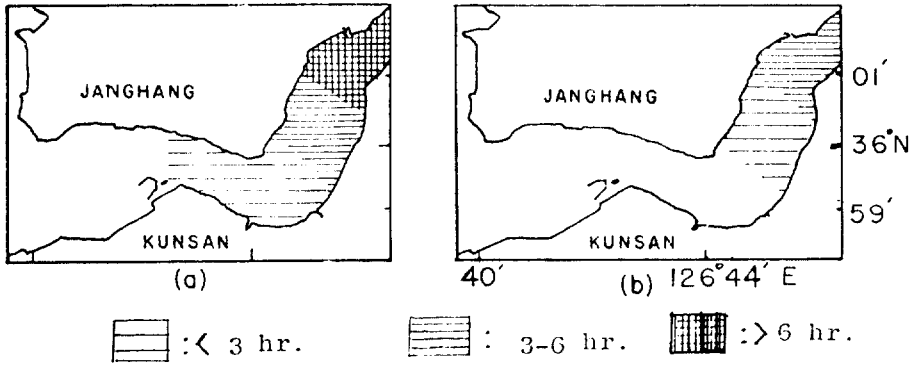 JANGHANG
KUNSAN
(a)
JANGHANG
KUNSAN
(b)
01′
36°N
59′
40′
126°44′ E
:< 3 hr.
: 3-6 hr.
:> 6 hr.